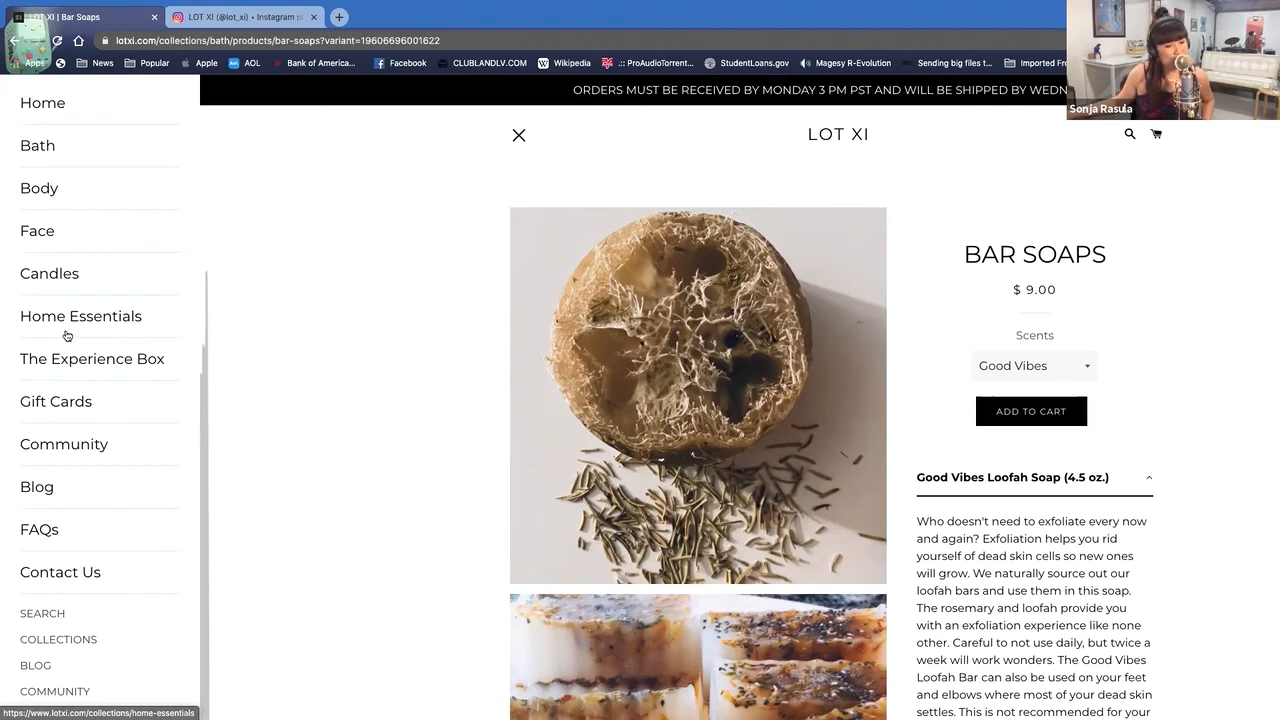 LOT XI | Bar Soaps
LOT XI (@lot_xi) • Instagram p
lotxi.com/collections/bath/products/bar-soaps?variant=19606696001622
Apps
News
Popular
Apple
AOL
Bank of America...
Facebook
CLUBLANDLV.COM
Wikipedia
.:: ProAudioTorrent...
StudentLoans.gov
Magesy R-Evolution
Sending big files t...
Imported Fr
Sonja Rasula
ORDERS MUST BE RECEIVED BY MONDAY 3 PM PST AND WILL BE SHIPPED BY WEDN
LOT XI
Home
Bath
Body
Face
Candles
Home Essentials
The Experience Box
Gift Cards
Community
Blog
FAQs
Contact Us
SEARCH
COLLECTIONS
BLOG
COMMUNITY
https://www.lotxi.com/collections/home-essentials
BAR SOAPS
$ 9.00
Scents
Good Vibes
ADD TO CART
Good Vibes Loofah Soap (4.5 oz.)
Who doesn't need to exfoliate every now
and again? Exfoliation helps you rid
yourself of dead skin cells so new ones
will grow. We naturally source out our
loofah bars and use them in this soap.
The rosemary and loofah provide you
with an exfoliation experience like none
other. Careful to not use daily, but twice a
week will work wonders. The Good Vibes
Loofah Bar can also be used on your feet
and elbows where most of your dead skin
settles. This is not recommended for your